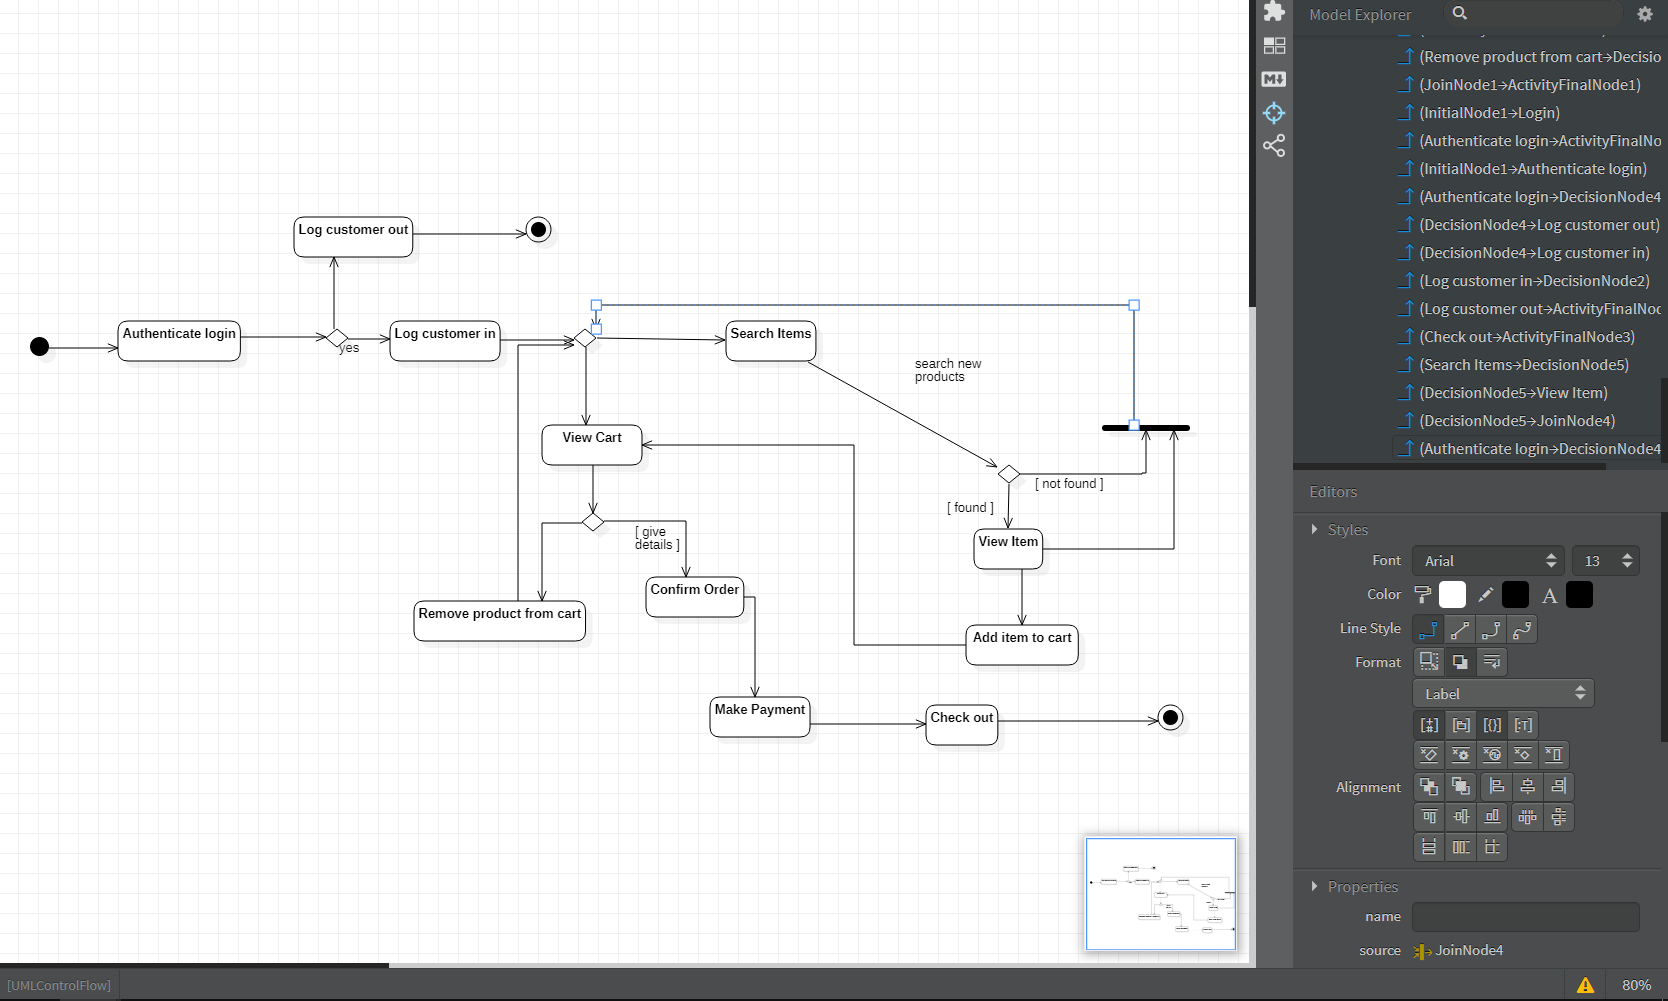 Log customer out
Authenticate login
yes
Log customer in
Search Items
search new
products
View Cart
[ not found ]
[ found ]
[ give
details ]
View Item
Confirm Order
Remove product from cart
Add item to cart
Make Payment
Check out
[UMLControlFlow]
Model Explorer
(Remove product from cart→Decisio
(JoinNode1→ActivityFinalNode1)
(InitialNode1→Login)
(Authenticate login→ActivityFinalNo
(InitialNode1→Authenticate login)
(Authenticate login→DecisionNode4
(DecisionNode4→Log customer out)
(DecisionNode4→Log customer in)
(Log customer in→DecisionNode2)
(Log customer out→ActivityFinalNoc
(Check out→ActivityFinalNode3)
(Search Items→DecisionNode5)
(DecisionNode5→View Item)
(DecisionNode5→JoinNode4)
(Authenticate login→DecisionNode4
Editors
Styles
Font Arial 13
Color A
Line Style
Format
Label
Alignment
Properties
name
source JoinNode4
80%